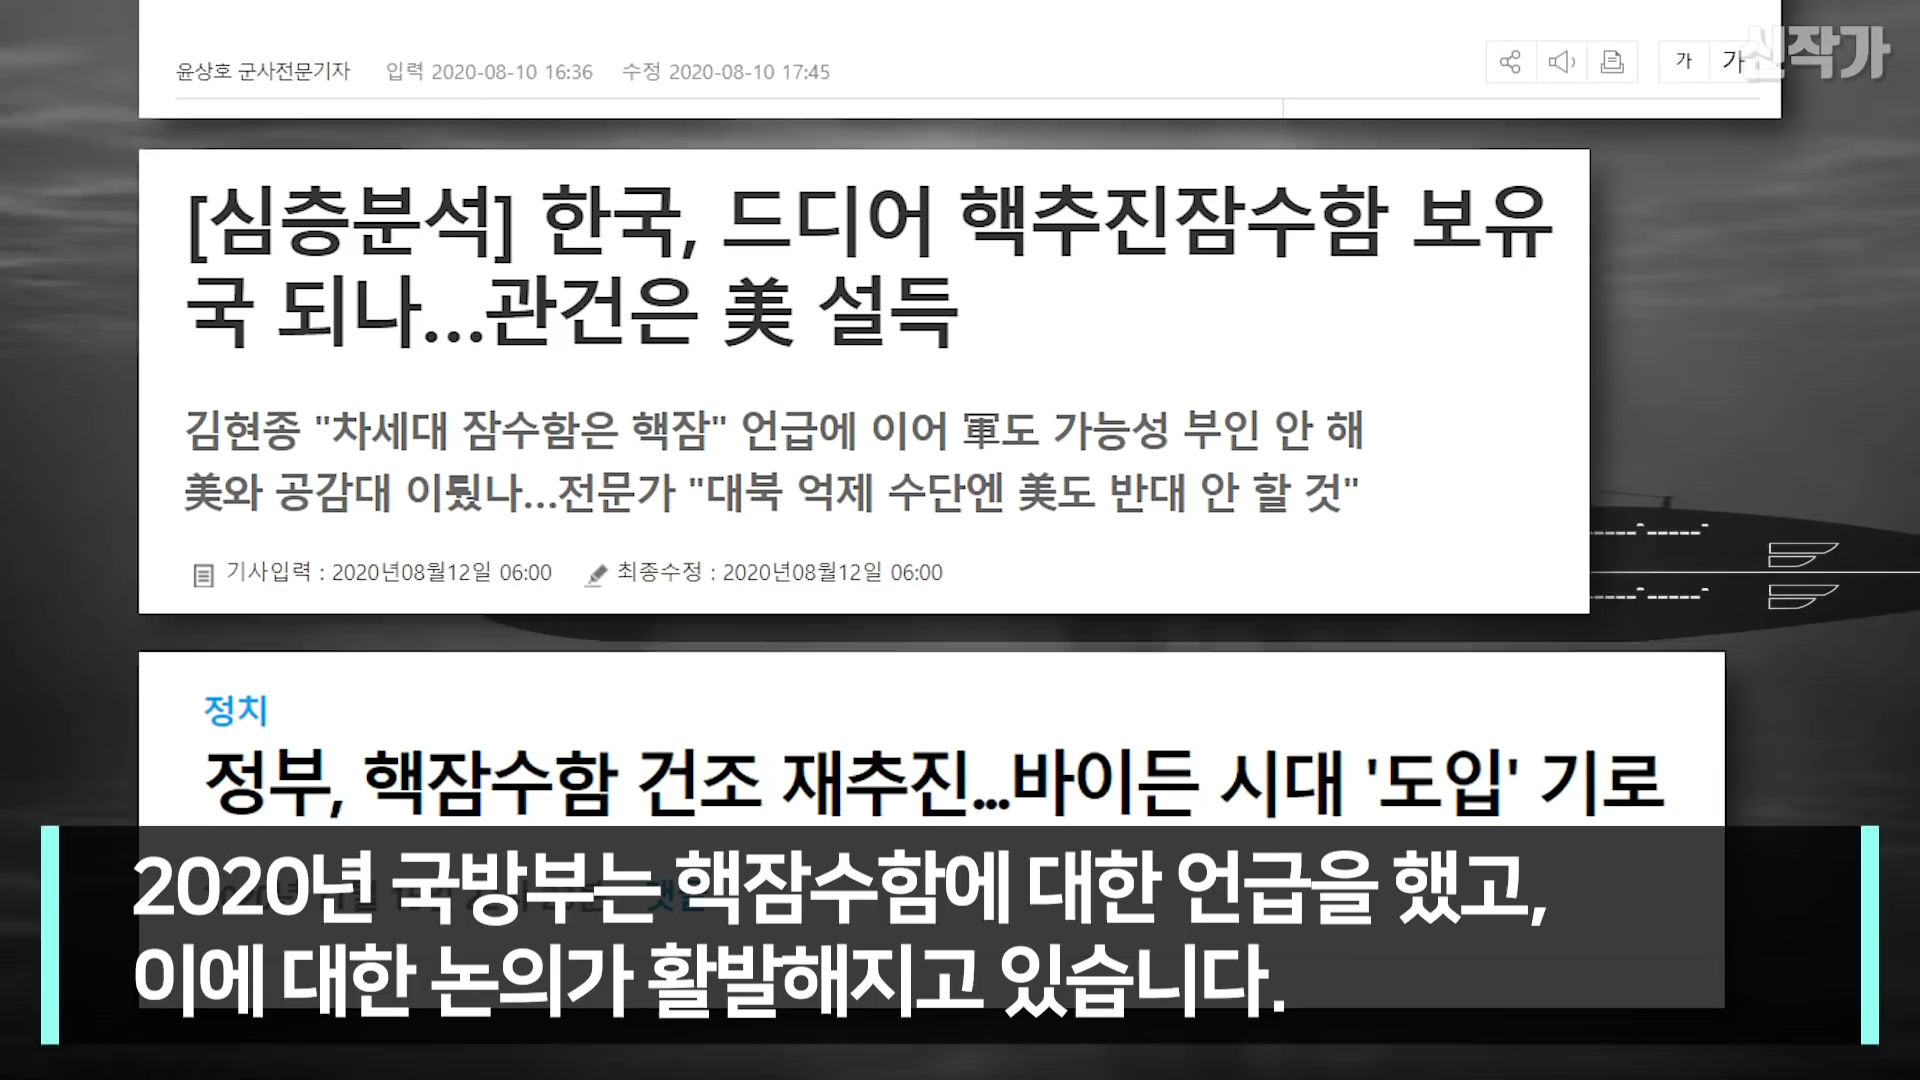 윤상호 군사전문기자 입력 2020-08-10 16:36 수정 2020-08-10 17:45 가 가 신작가
[심층분석] 한국, 드디어 핵추진잠수함 보유
국 되나...관건은 美 설득
김현종 "차세대 잠수함은 핵잠" 언급에 이어 軍도 가능성 부인 안 해
美와 공감대 이뤘나...전문가 "대북 억제 수단엔 美도 반대 안 할 것"
기사입력 : 2020년08월12일 06:00 최종수정 : 2020년08월12일 06:00
정치
정부, 핵잠수함 건조 재추진...바이든 시대 '도입' 기로
2020년 국방부는 핵잠수함에 대한 언급을 했고,
이에 대한 논의가 활발해지고 있습니다.